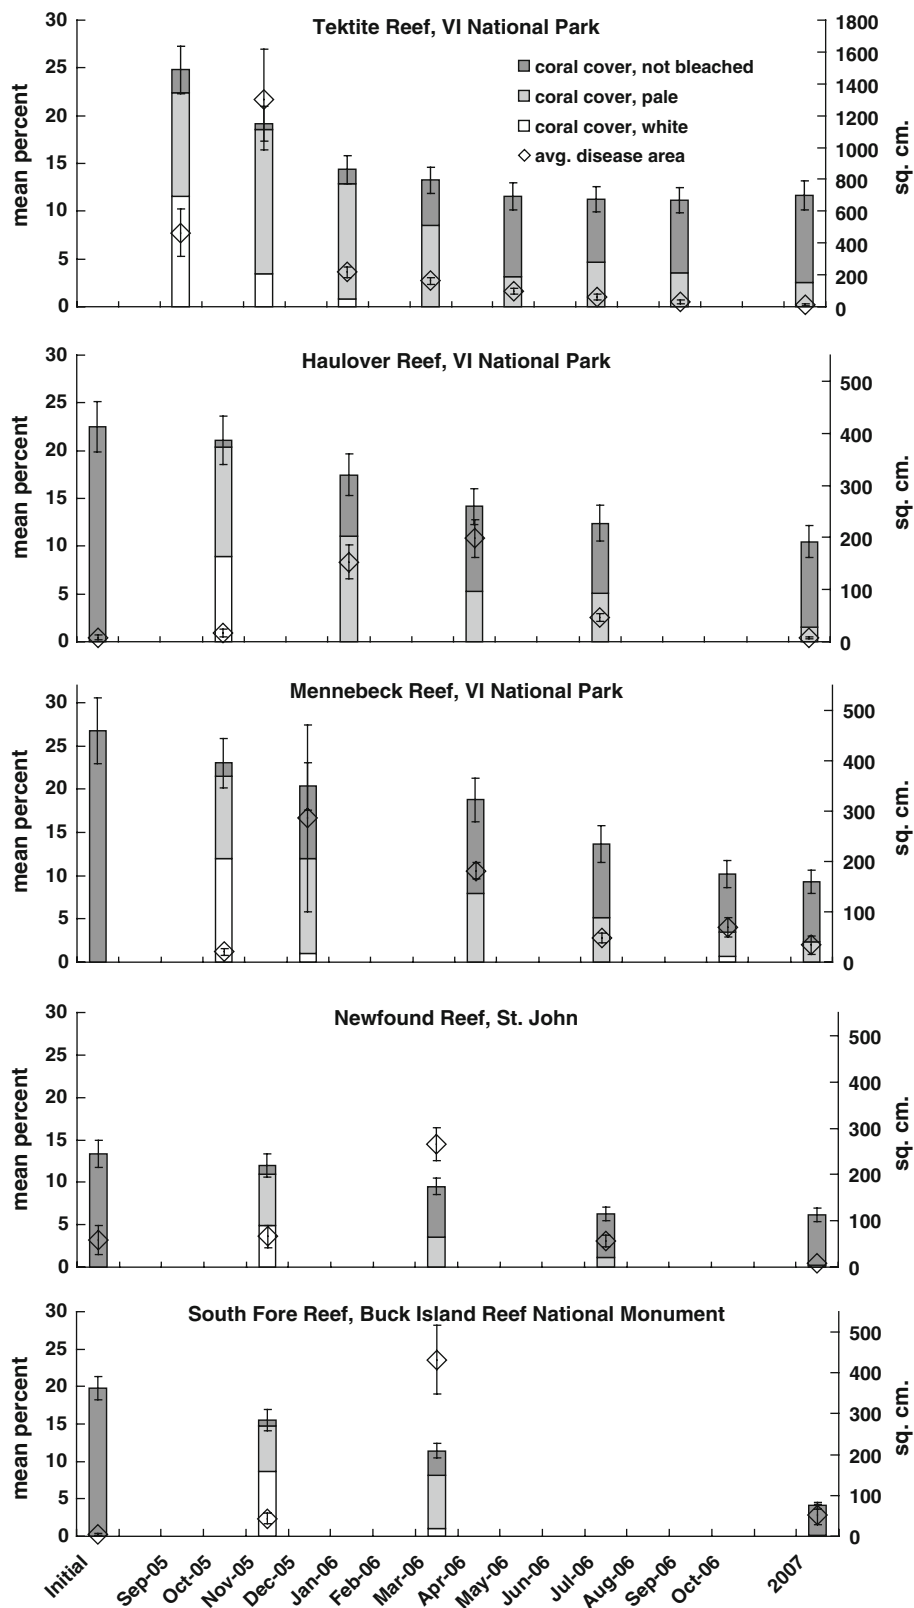 Tektite Reef, VI National Park
coral cover, not bleached
coral cover, pale
coral cover, white
avg. disease area
mean percent
30
25
20
15
10
5
0
1800
1600
1400
1200
1000
800
600
400
200
0
sq. cm.
Haulover Reef, VI National Park
mean percent
30
25
20
15
10
5
0
500
400
300
200
100
0
sq. cm.
Mennebeck Reef, VI National Park
mean percent
30
25
20
15
10
5
0
500
400
300
200
100
0
sq. cm.
Newfound Reef, St. John
mean percent
30
25
20
15
10
5
0
500
400
300
200
100
0
sq. cm.
South Fore Reef, Buck Island Reef National Monument
mean percent
30
25
20
15
10
5
0
500
400
300
200
100
0
sq. cm.
Initial
Sep-05
Oct-05
Nov-05
Dec-05
Jan-06
Feb-06
Mar-06
Apr-06
May-06
Jun-06
Jul-06
Aug-06
Sep-06
Oct-06
2007